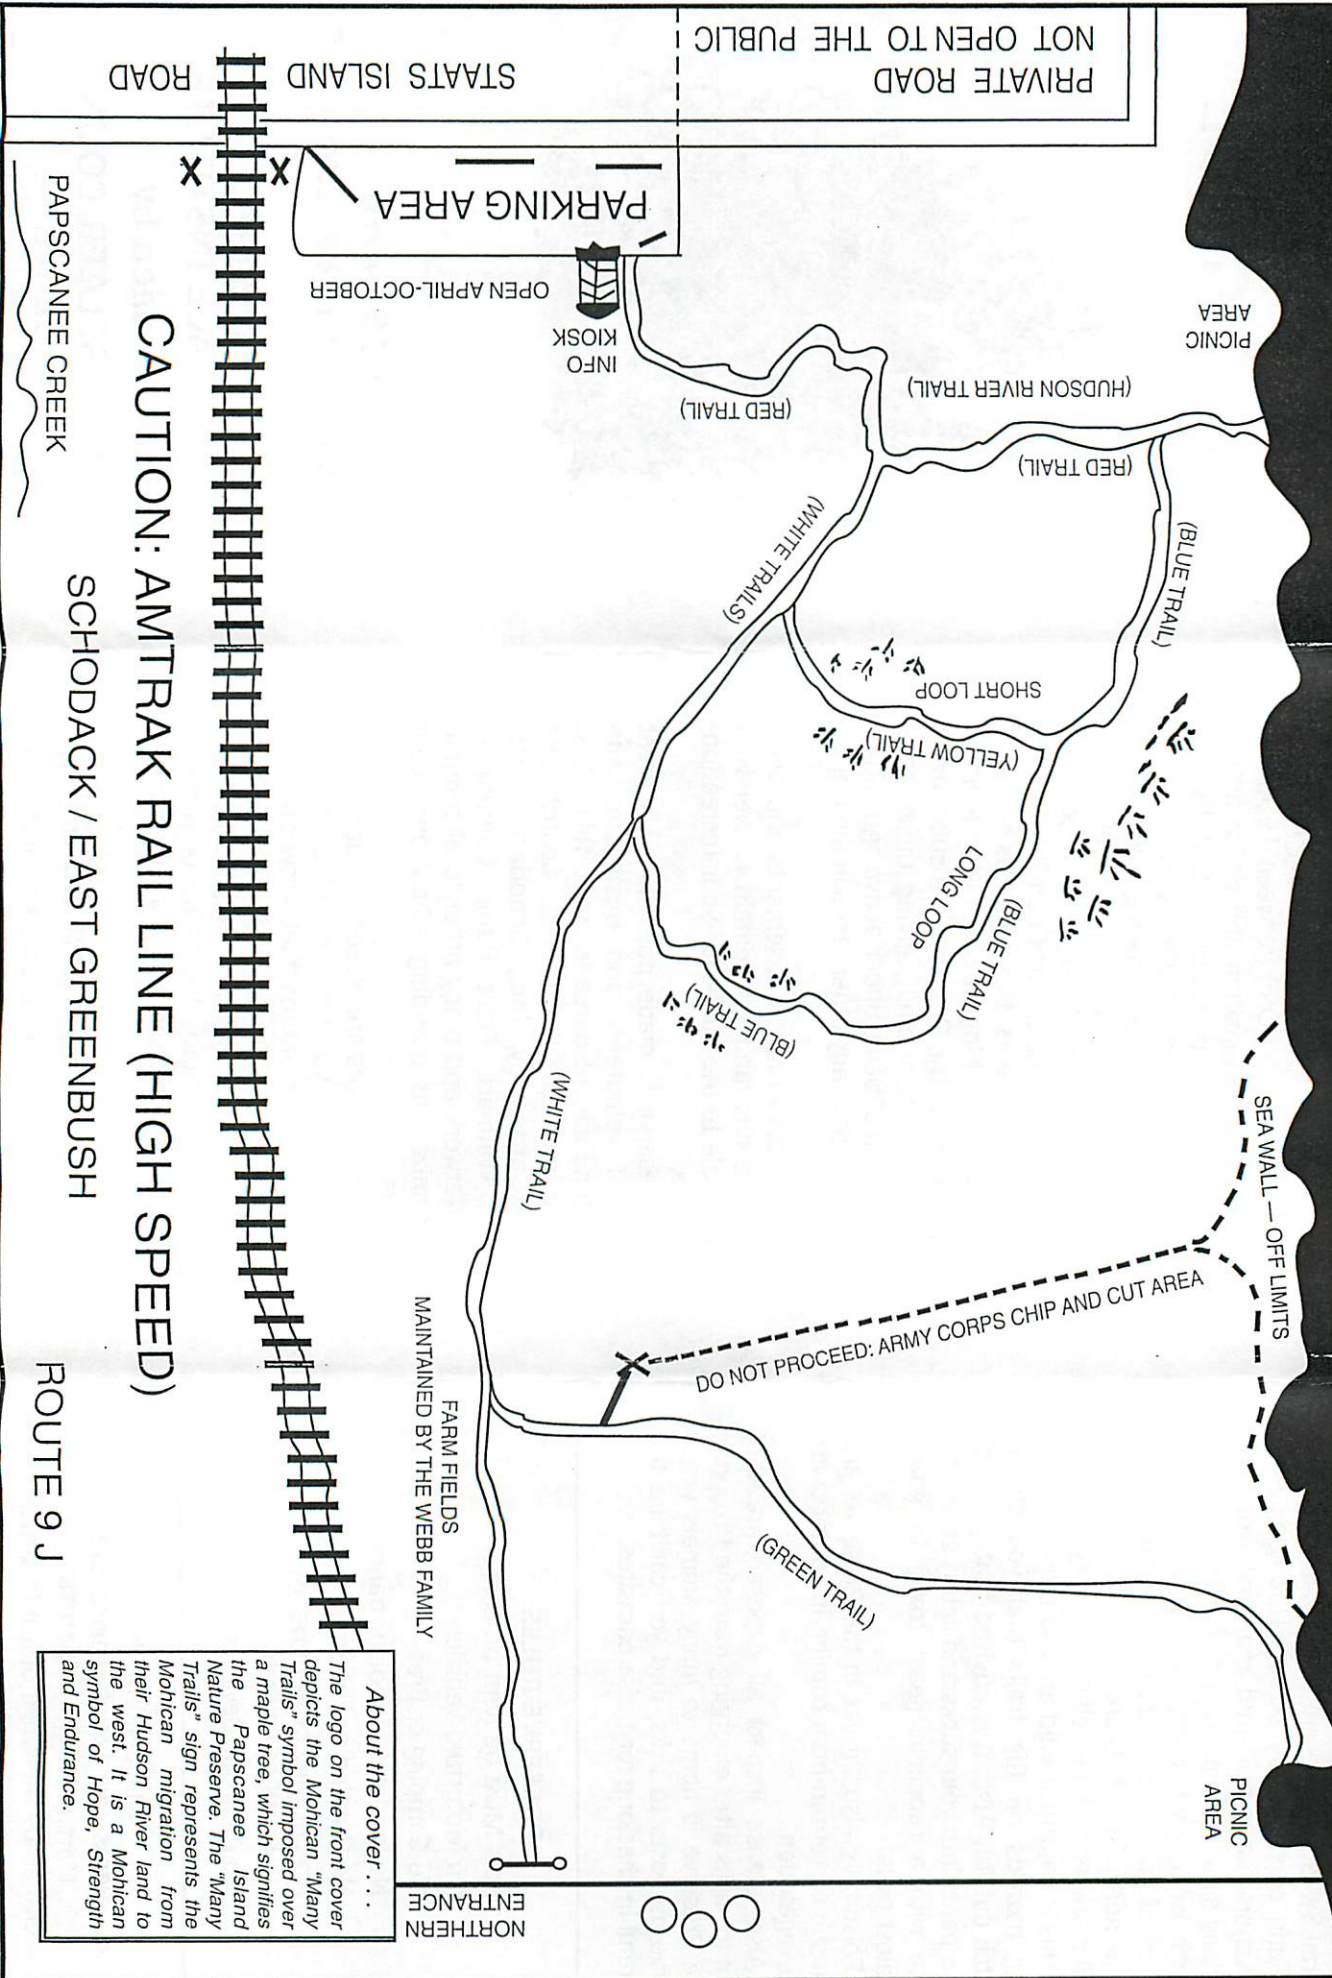 PRIVATE ROAD
NOT OPEN TO THE PUBLIC
STAATS ISLAND
ROAD
PARKING AREA
OPEN APRIL-OCTOBER
INFO
KIOSK
PICNIC
AREA
(HUDSON RIVER TRAIL)
(RED TRAIL)
(RED TRAIL)
(WHITE TRAILS)
(BLUE TRAIL)
SHORT LOOP
(YELLOW TRAIL)
LONG LOOP
(BLUE TRAIL)
(BLUE TRAIL)
(WHITE TRAIL)
SEA WALL — OFF LIMITS
DO NOT PROCEED: ARMY CORPS CHIP AND CUT AREA
(GREEN TRAIL)
FARM FIELDS
MAINTAINED BY THE WEBB FAMILY
PICNIC
AREA
NORTHERN
ENTRANCE
CAUTION: AMTRAK RAIL LINE (HIGH SPEED)
PAPSCANEE CREEK
SCHODACK / EAST GREENBUSH
ROUTE 9 J
About the cover . . .
The logo on the front cover
depicts the Mohican "Many
Trails" symbol imposed over
a maple tree, which signifies
the Papscanee Island
Nature Preserve. The "Many
Trails" sign represents the
Mohican migration from
their Hudson River land to
the west. It is a Mohican
symbol of Hope, Strength
and Endurance.